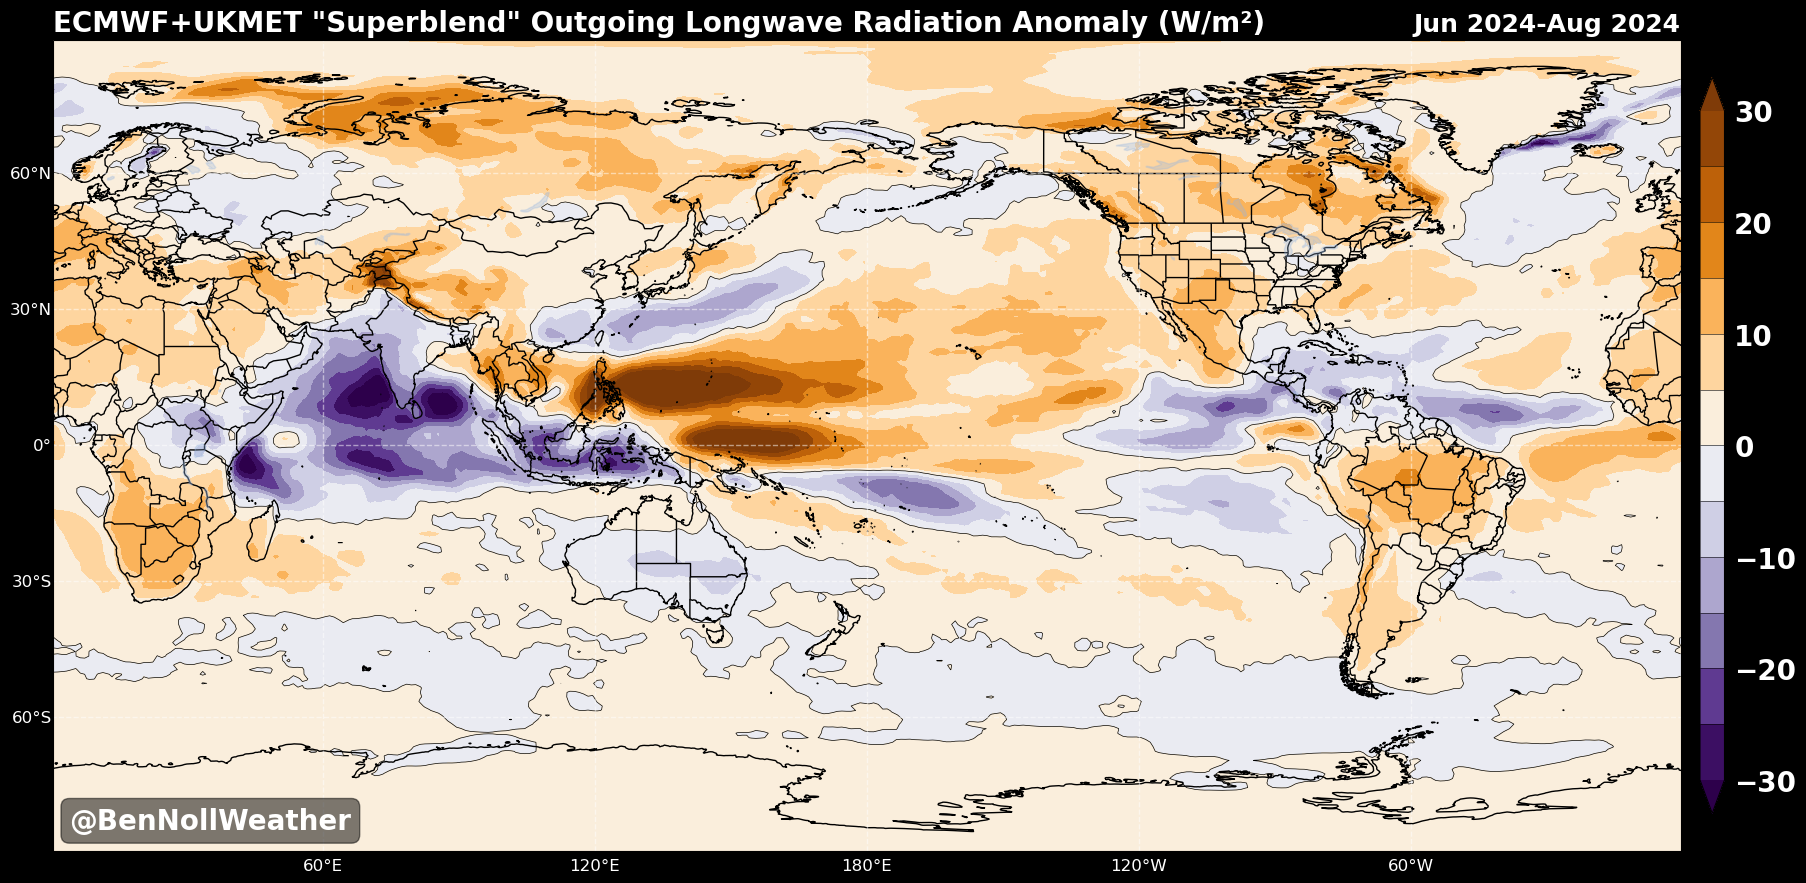 ECMWF+UKMET "Superblend" Outgoing Longwave Radiation Anomaly (W/m²) Jun 2024-Aug 2024
30
20
10
0
−10
−20
−30
60°N
30°N
0°
30°S
60°S
60°E 120°E 180°E 120°W 60°W
@BenNollWeather